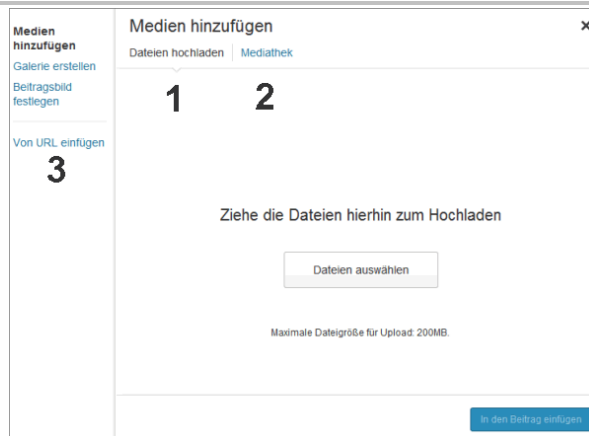 Medien
hinzufügen
Galerie erstellen
Beitragsbild
festlegen
Von URL einfügen
3
Medien hinzufügen
×
Dateien hochladen
Mediathek
1
2
Ziehe die Dateien hierhin zum Hochladen
Dateien auswählen
Maximale Dateigröße für Upload: 200MB.
In den Beitrag einfügen